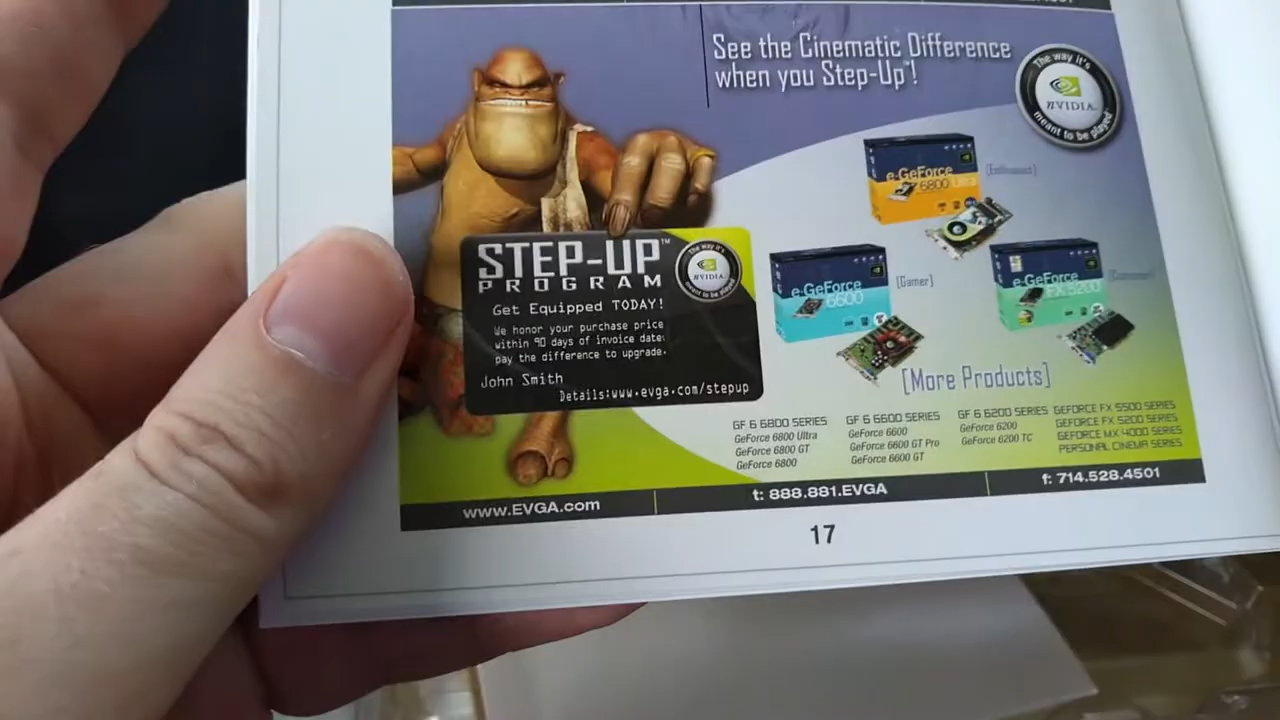 See the Cinematic Difference
when you Step-Up™!
The way it's
NVIDIA
meant to be played
e-GeForce
6800 Ultra
[Enthusiast]
STEP-UP™
PROGRAM
The way it's
NVIDIA
meant to be played
Get Equipped TODAY!
We honor your purchase price
within 90 days of invoice date:
pay the difference to upgrade.
John Smith
Details:www.evga.com/stepup
e-GeForce
6600
[Gamer]
e-GeForce
FX 5200
[More Products]
GF 6 6800 SERIES
GeForce 6800 Ultra
GeForce 6800 GT
GeForce 6800
GF 6 6600 SERIES
GeForce 6600
GeForce 6600 GT Pro
GeForce 6600 GT
GF 6 6200 SERIES
GeForce 6200
GeForce 6200 TC
GEFORCE FX 5500 SERIES
GEFORCE FX 5200 SERIES
GEFORCE MX 4000 SERIES
PERSONAL CINEMA SERIES
www.EVGA.com
t: 888.881.EVGA
f: 714.528.4501
17